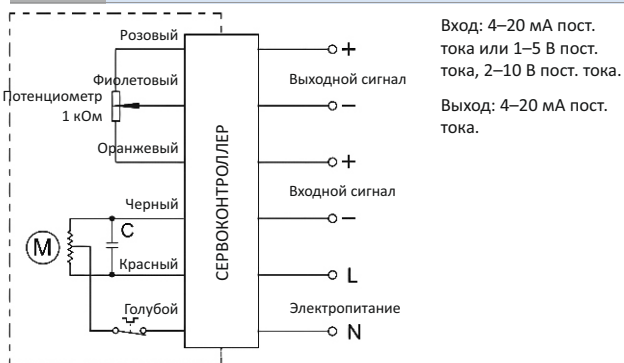 Розовый
+
Фиолетовый
Выходной сигнал
Потенциометр
1 кОм
−
Оранжевый
+
СЕРВОКОНТРОЛЛЕР
Входной сигнал
Черный
−
C
M
Красный
L
Голубой
Электропитание
N
Вход: 4–20 мА пост.
тока или 1–5 В пост.
тока, 2–10 В пост. тока.
Выход: 4–20 мА пост.
тока.